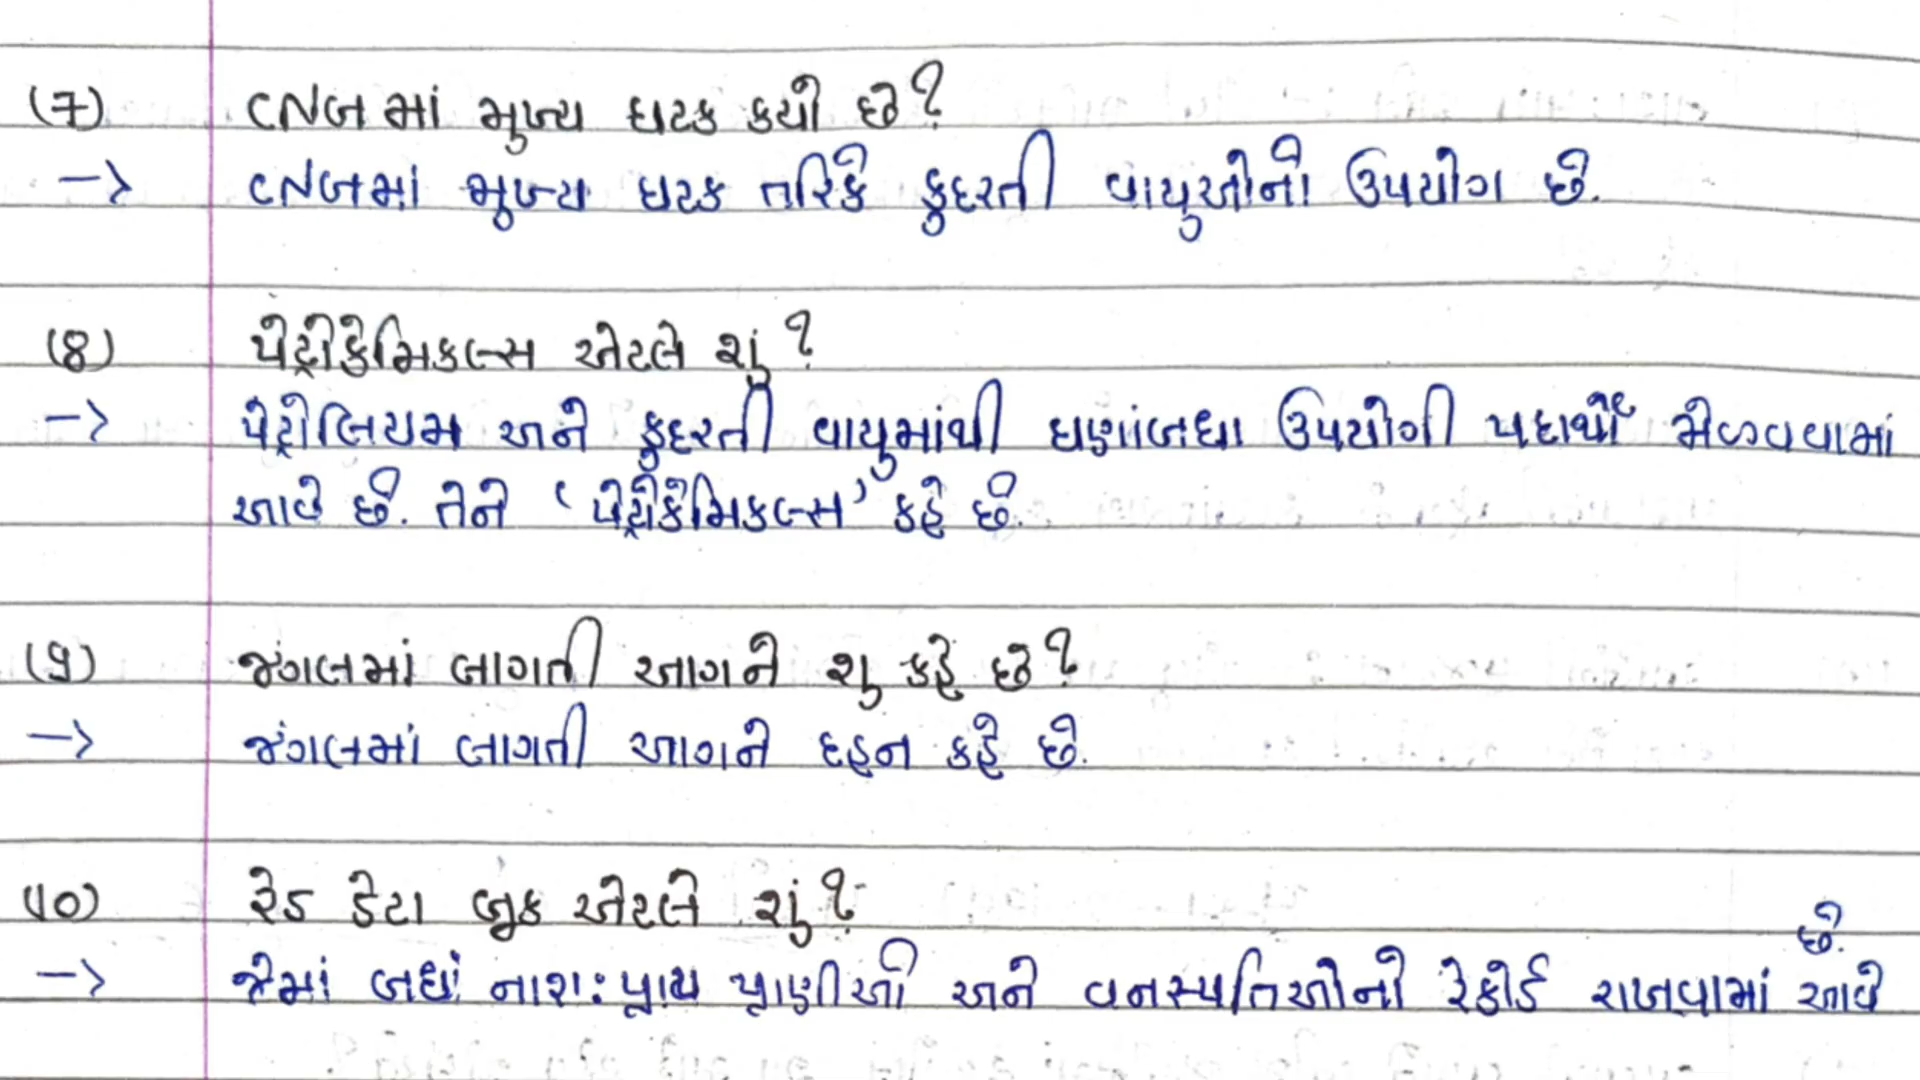 (7) CNG માં મુખ્ય ઘટક કયો છે?
-> CNGમાં મુખ્ય ઘટક તરિકે કુદરતી વાયુઓનો ઉપયોગ છે.
(8) પેટ્રોકેમિકલ્સ એટલે શું?
-> પેટ્રોલિયમ અને કુદરતી વાયુમાંથી ઘણાંબધા ઉપયોગી પદાર્થો મેળવવામાં
આવે છે. તેને ‘પેટ્રોકેમિકલ્સ’ કહે છે.
(9) જંગલમાં લાગતી આગને શુ કહે છે?
-> જંગલમાં લાગતી આગને દહન કહે છે.
(10) રેડ ડેટા બુક એટલે શું?
-> જેમાં બધાં નાશ:પ્રાય પ્રાણીઓ અને વનસ્પતિઓનો રેકોર્ડ રાખવામાં આવે છે.